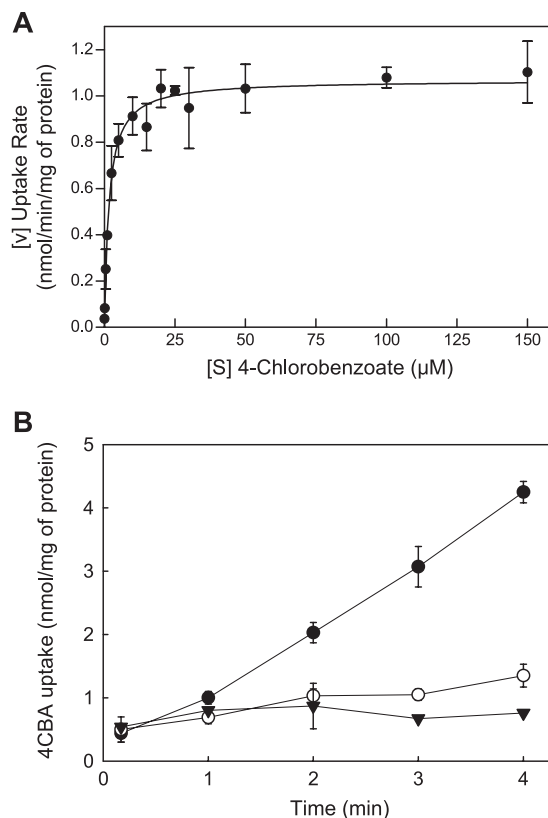 A
[v] Uptake Rate
(nmol/min/mg of protein)
1.2
1.0
0.8
0.6
0.4
0.2
0.0
0 25 50 75 100 125 150
[S] 4-Chlorobenzoate (μM)
B
4CBA uptake (nmol/mg of protein)
5
4
3
2
1
0
0 1 2 3 4
Time (min)